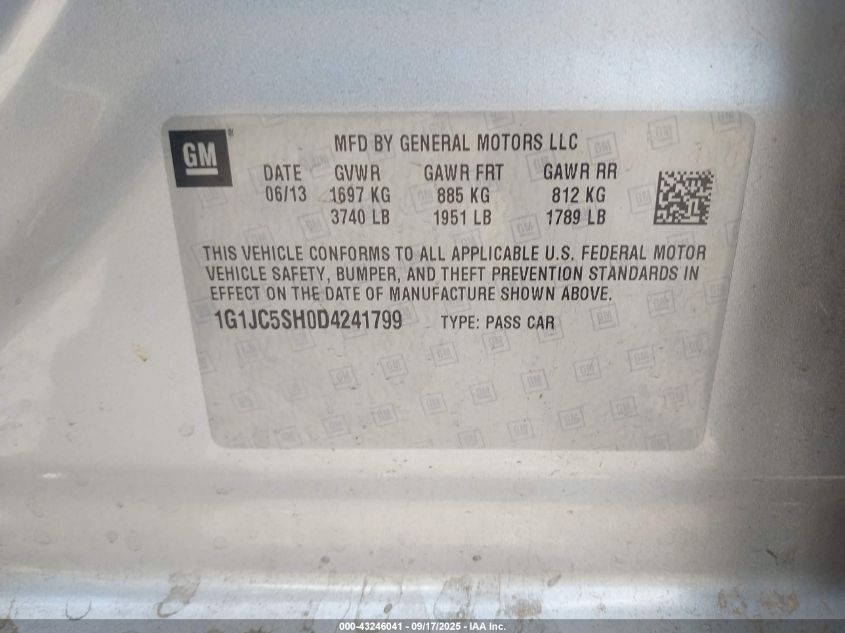 GM
MFD BY GENERAL MOTORS LLC
DATE GVWR GAWR FRT GAWR RR
06/13 1697 KG 885 KG 812 KG
3740 LB 1951 LB 1789 LB
THIS VEHICLE CONFORMS TO ALL APPLICABLE U.S. FEDERAL MOTOR
VEHICLE SAFETY, BUMPER, AND THEFT PREVENTION STANDARDS IN
EFFECT ON THE DATE OF MANUFACTURE SHOWN ABOVE.
1G1JC5SH0D4241799 TYPE: PASS CAR
000-43246041 - 09/17/2025 - IAA Inc.